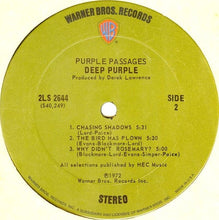 WARNER BROS. RECORDS
PURPLE PASSAGES
DEEP PURPLE
Produced by Derek Lawrence
2LS 2644
(S40,249)
SIDE
2
1. CHASING SHADOWS 5:31
(Lord-Paice)
2. THE BIRD HAS FLOWN 5:30
(Evans-Blackmore-Lord)
3. WHY DIDN'T ROSEMARY? 5:00
(Blackmore-Lord-Evans-Simper-Paice)
All selections published by HEC Music
℗1972
Warner Bros. Records Inc.
STEREO